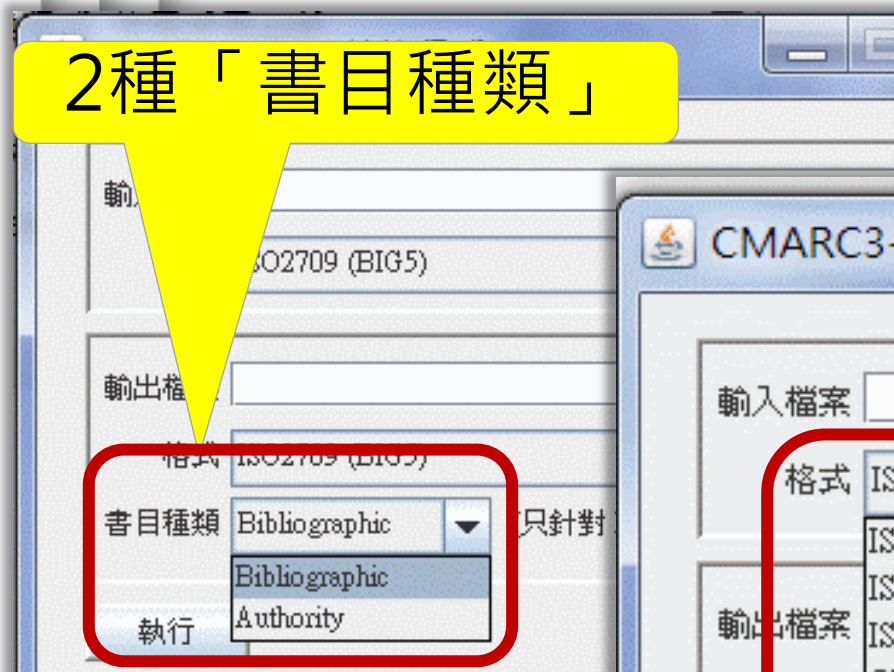 2種「書目種類」
ISO2709 (BIG5)
輸出檔
格式 ISO2709 (BIG5)
書目種類 Bibliographic (只針對
Bibliographic
Authority
執行
CMARC3-
輸入檔案
格式 IS
IS
IS
輸出檔案 IS